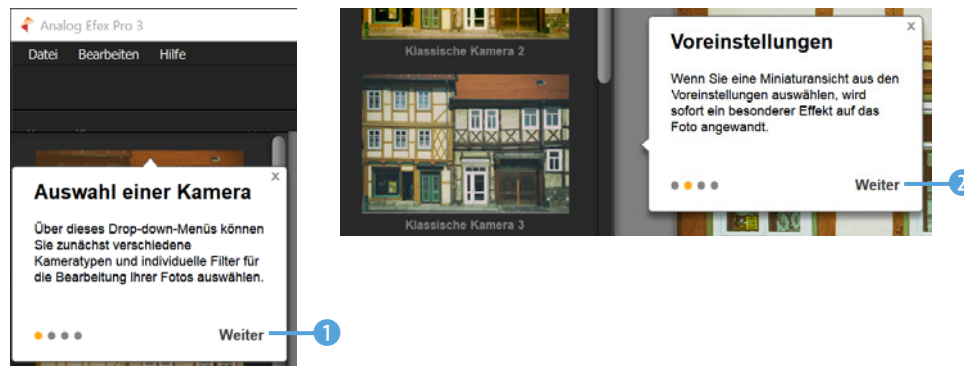 Analog Efex Pro 3
Datei Bearbeiten Hilfe
Auswahl einer Kamera
x
Über dieses Drop-down-Menüs können
Sie zunächst verschiedene
Kameratypen und individuelle Filter für
die Bearbeitung Ihrer Fotos auswählen.
Weiter
1
Klassische Kamera 2
Klassische Kamera 3
Voreinstellungen
x
Wenn Sie eine Miniaturansicht aus den
Voreinstellungen auswählen, wird
sofort ein besonderer Effekt auf das
Foto angewandt.
Weiter
2